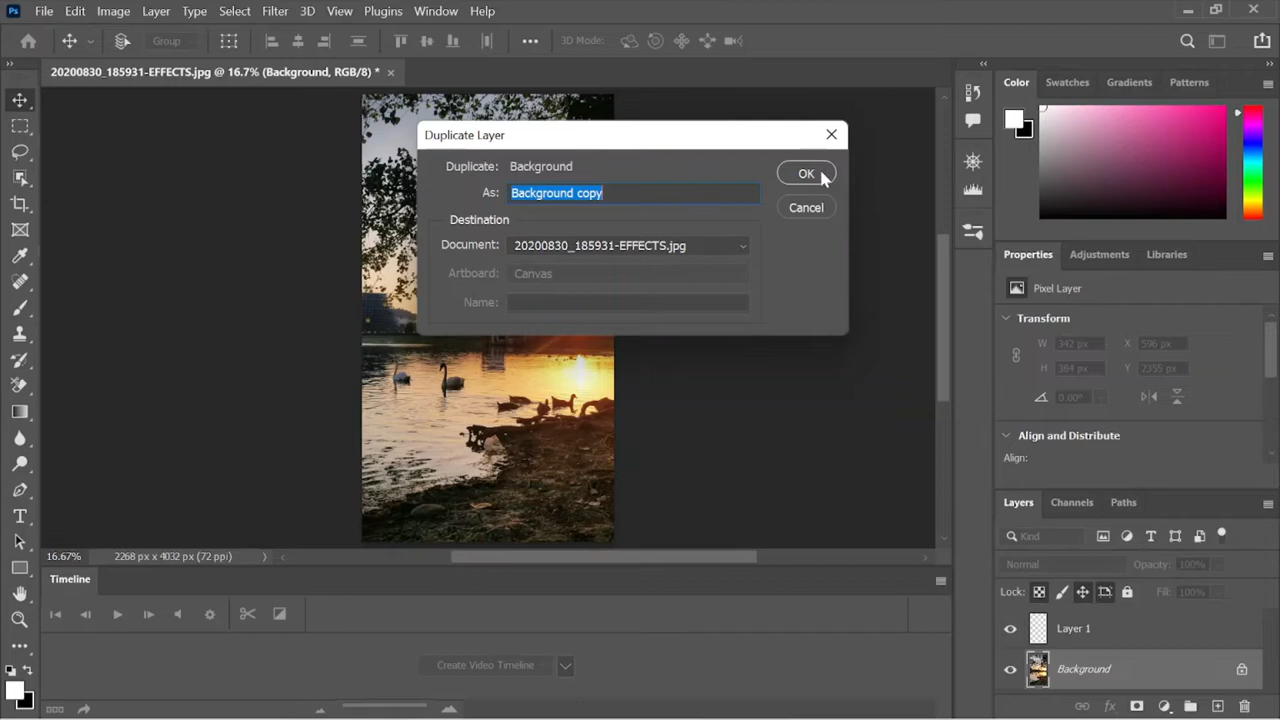 Ps File Edit Image Layer Type Select Filter 3D View Plugins Window Help
Group 3D Mode:
20200830_185931-EFFECTS.jpg @ 16.7% (Background, RGB/8) *
Color Swatches Gradients Patterns
Duplicate Layer
Duplicate: Background
OK
As: Background copy
Cancel
Destination
Document: 20200830_185931-EFFECTS.jpg
Artboard: Canvas
Name:
Properties Adjustments Libraries
Pixel Layer
Transform
W 342 px X 596 px
H 364 px Y 2355 px
0.00°
Align and Distribute
Align:
Layers Channels Paths
Kind
Normal Opacity: 100%
Lock: Fill: 100%
Layer 1
Background
16.67% 2268 px x 4032 px (72 ppi)
Timeline
Create Video Timeline